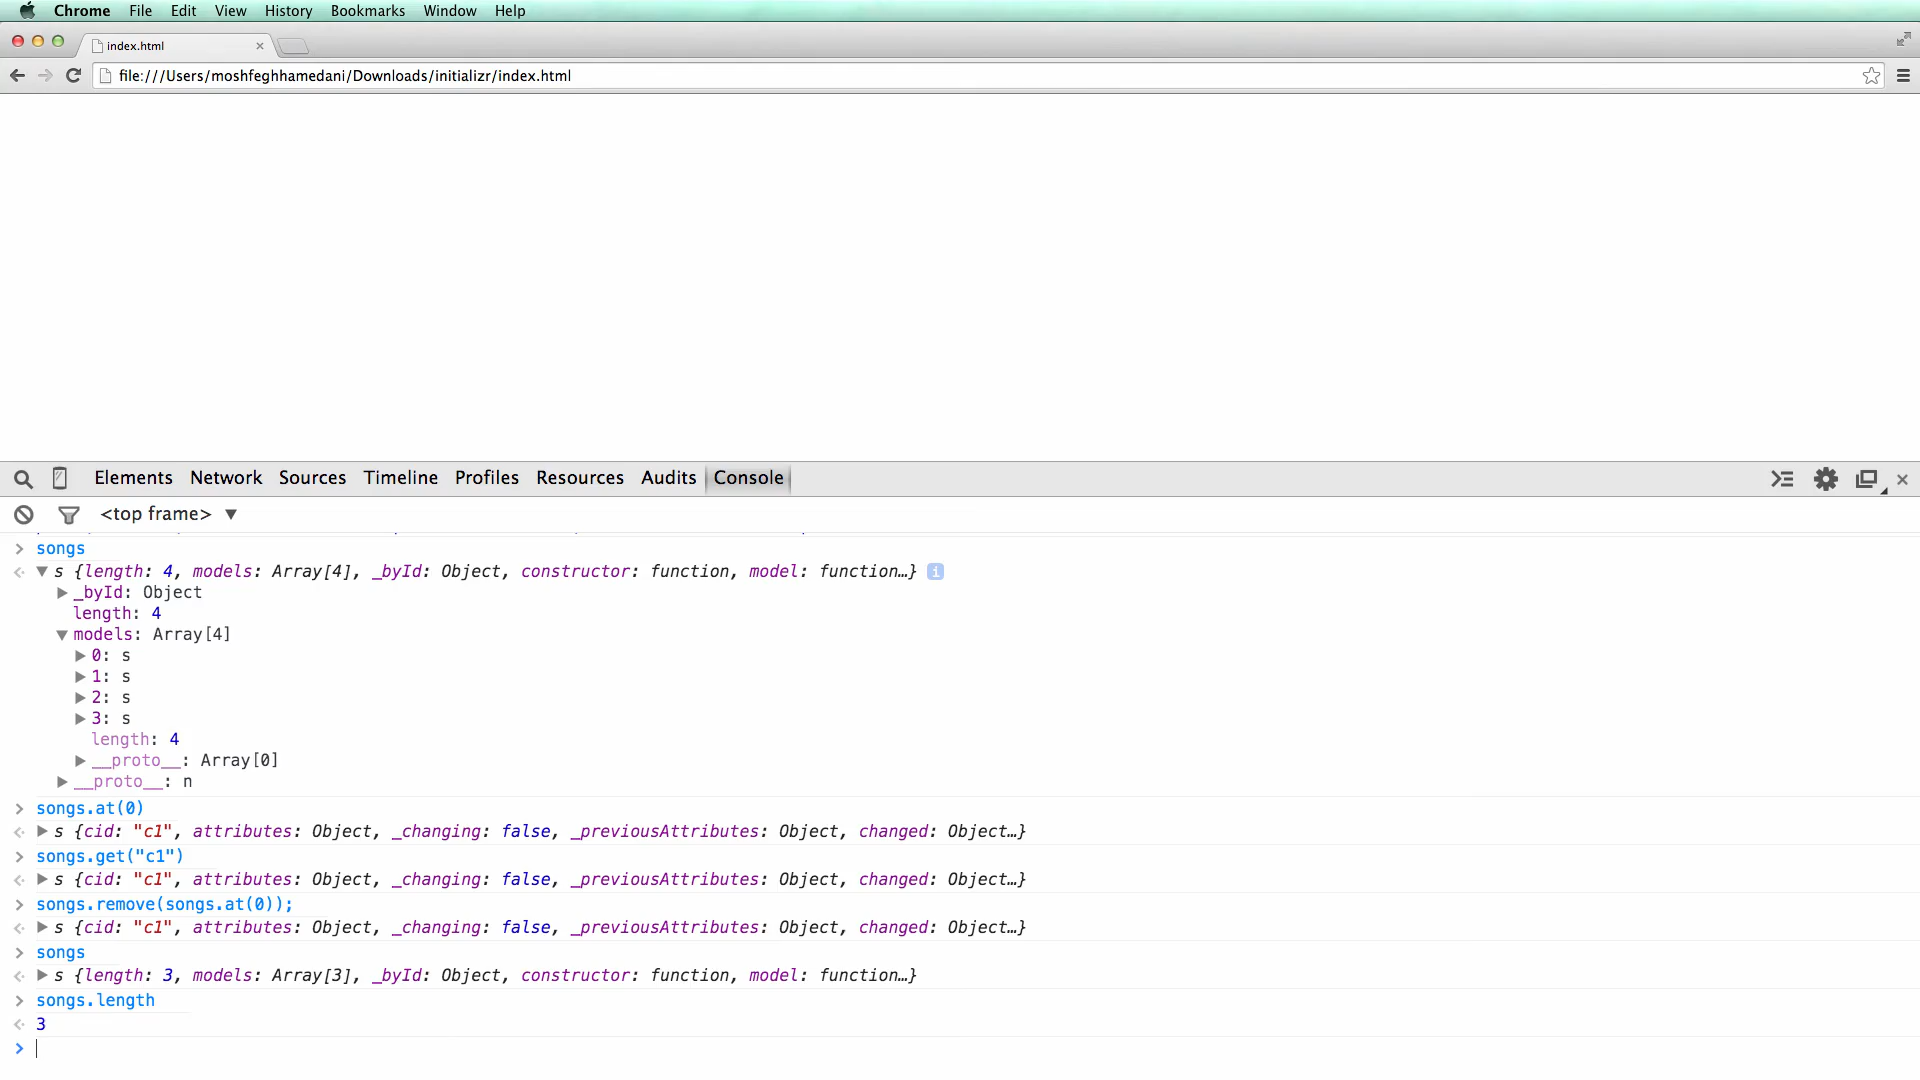 Chrome File Edit View History Bookmarks Window Help
index.html
file:///Users/moshfeghhamedani/Downloads/initializr/index.html
Elements Network Sources Timeline Profiles Resources Audits Console
<top frame>
> songs
s {length: 4, models: Array[4], _byId: Object, constructor: function, model: function…}
_byId: Object
length: 4
models: Array[4]
0: s
1: s
2: s
3: s
length: 4
__proto__: Array[0]
__proto__: n
> songs.at(0)
s {cid: "c1", attributes: Object, _changing: false, _previousAttributes: Object, changed: Object…}
> songs.get("c1")
s {cid: "c1", attributes: Object, _changing: false, _previousAttributes: Object, changed: Object…}
> songs.remove(songs.at(0));
s {cid: "c1", attributes: Object, _changing: false, _previousAttributes: Object, changed: Object…}
> songs
s {length: 3, models: Array[3], _byId: Object, constructor: function, model: function…}
> songs.length
3
>